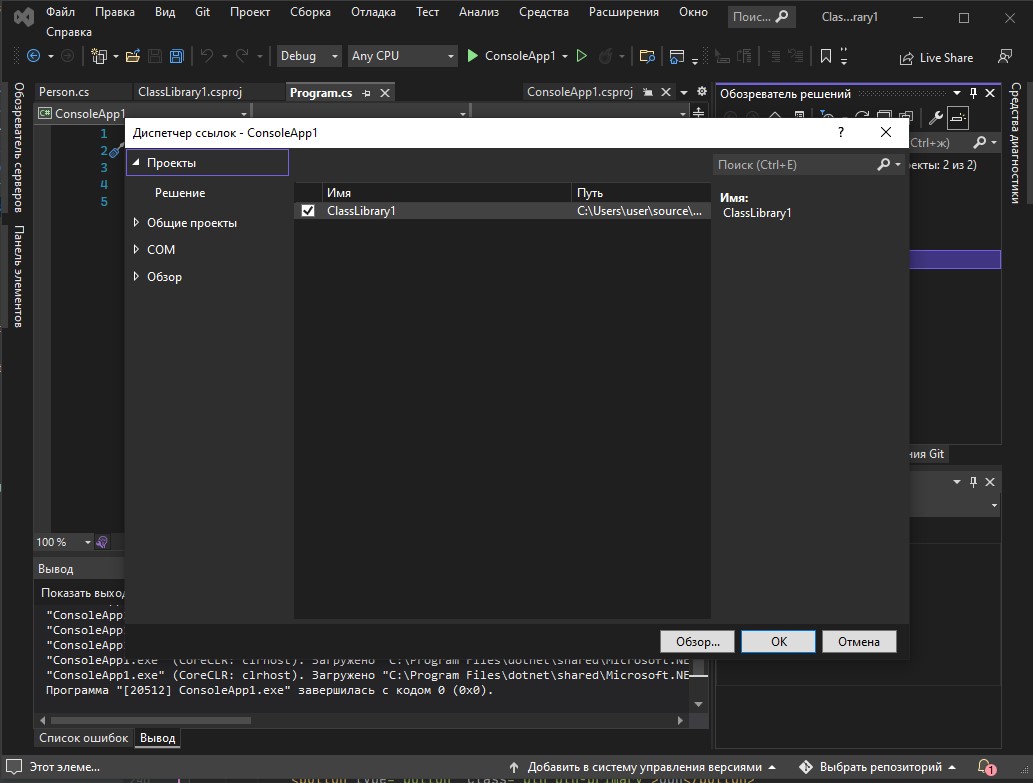 Файл Правка Вид Git Проект Сборка Отладка Тест Анализ Средства Расширения Окно Поис... Clas...rary1
Справка
Debug Any CPU ConsoleApp1 Live Share
Обозреватель серверов
Панель элементов
Person.cs ClassLibrary1.csproj Program.cs ConsoleApp1.csproj
Обозреватель решений
Средства диагностики
ConsoleApp1
1
2
3
4
5
Ctrl+ж)
екты: 2 из 2)
Диспетчер ссылок - ConsoleApp1
?
Проекты
Поиск (Ctrl+E)
Решение
Имя Путь
ClassLibrary1 C:\Users\user\source\...
Общие проекты
COM
Обзор
Имя:
ClassLibrary1
ния Git
100 %
Обзор... OK Отмена
Вывод
Показать выход
"ConsoleApp1
"ConsoleApp1
"ConsoleApp1
"ConsoleApp1.exe" (CoreCLR: clrhost). Загружено "C:\Program Files\dotnet\shared\Microsoft.NE
"ConsoleApp1.exe" (CoreCLR: clrhost). Загружено "C:\Program Files\dotnet\shared\Microsoft.NE
Программа "[20512] ConsoleApp1.exe" завершилась с кодом 0 (0x0).
Список ошибок Вывод
Этот элеме... Добавить в систему управления версиями Выбрать репозиторий 1